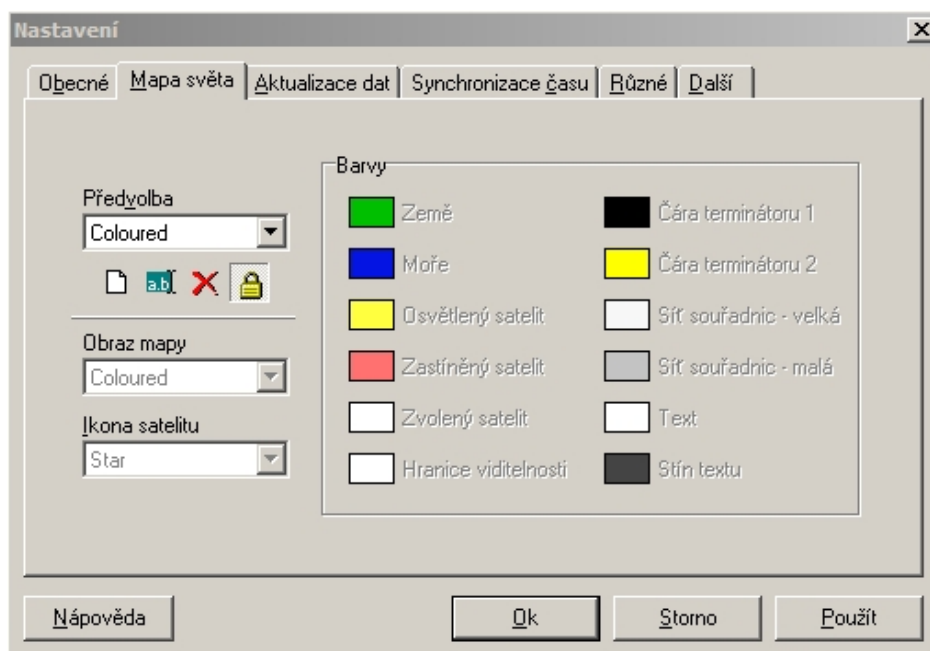 Nastavení
Obecné Mapa světa Aktualizace dat Synchronizace času Různé Další
Předvolba
Coloured
a.b
Obraz mapy
Coloured
Ikona satelitu
Star
Barvy
Země
Moře
Osvětlený satelit
Zastíněný satelit
Zvolený satelit
Hranice viditelnosti
Čára terminátoru 1
Čára terminátoru 2
Síť souřadnic - velká
Síť souřadnic - malá
Text
Stín textu
Nápověda Ok Storno Použít